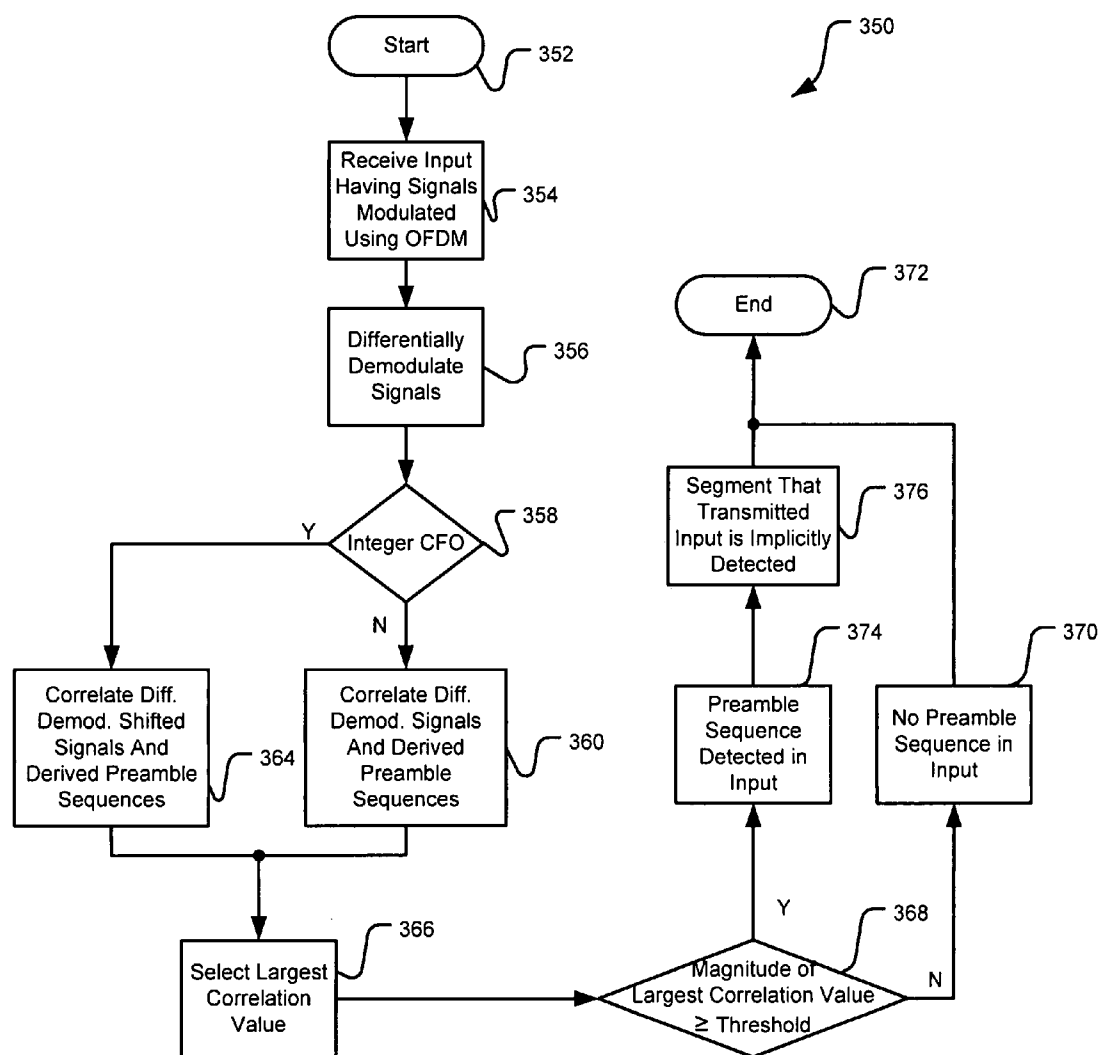 Start
352
350
Receive Input
Having Signals
Modulated
Using OFDM
354
Differentially
Demodulate
Signals
356
End
372
Integer CFO
358
Y
N
Segment That
Transmitted
Input is Implicitly
Detected
376
Correlate Diff.
Demod. Shifted
Signals And
Derived Preamble
Sequences
364
Correlate Diff.
Demod. Signals
And Derived
Preamble
Sequences
360
Preamble
Sequence
Detected in
Input
374
No Preamble
Sequence in
Input
370
Select Largest
Correlation
Value
366
Magnitude of
Largest Correlation Value
≥ Threshold
368
Y
N